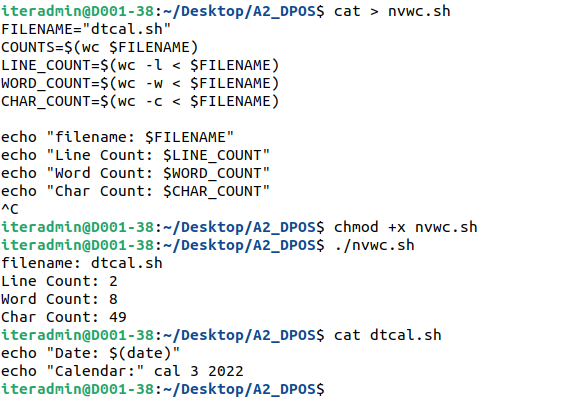 iteradmin@D001-38:~/Desktop/A2_DPOS$ cat > nvwc.sh
FILENAME="dtcal.sh"
COUNTS=$(wc $FILENAME)
LINE_COUNT=$(wc -l < $FILENAME)
WORD_COUNT=$(wc -w < $FILENAME)
CHAR_COUNT=$(wc -c < $FILENAME)

echo "filename: $FILENAME"
echo "Line Count: $LINE_COUNT"
echo "Word Count: $WORD_COUNT"
echo "Char Count: $CHAR_COUNT"
^C
iteradmin@D001-38:~/Desktop/A2_DPOS$ chmod +x nvwc.sh
iteradmin@D001-38:~/Desktop/A2_DPOS$ ./nvwc.sh
filename: dtcal.sh
Line Count: 2
Word Count: 8
Char Count: 49
iteradmin@D001-38:~/Desktop/A2_DPOS$ cat dtcal.sh
echo "Date: $(date)"
echo "Calendar:" cal 3 2022
iteradmin@D001-38:~/Desktop/A2_DPOS$